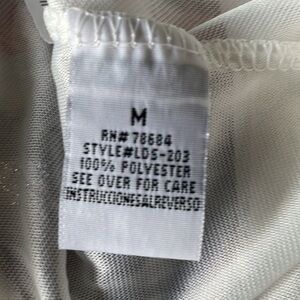 M
RN# 78684
STYLE#LDS-203
100% POLYESTER
SEE OVER FOR CARE
INSTRUCCIONESALREVERSO